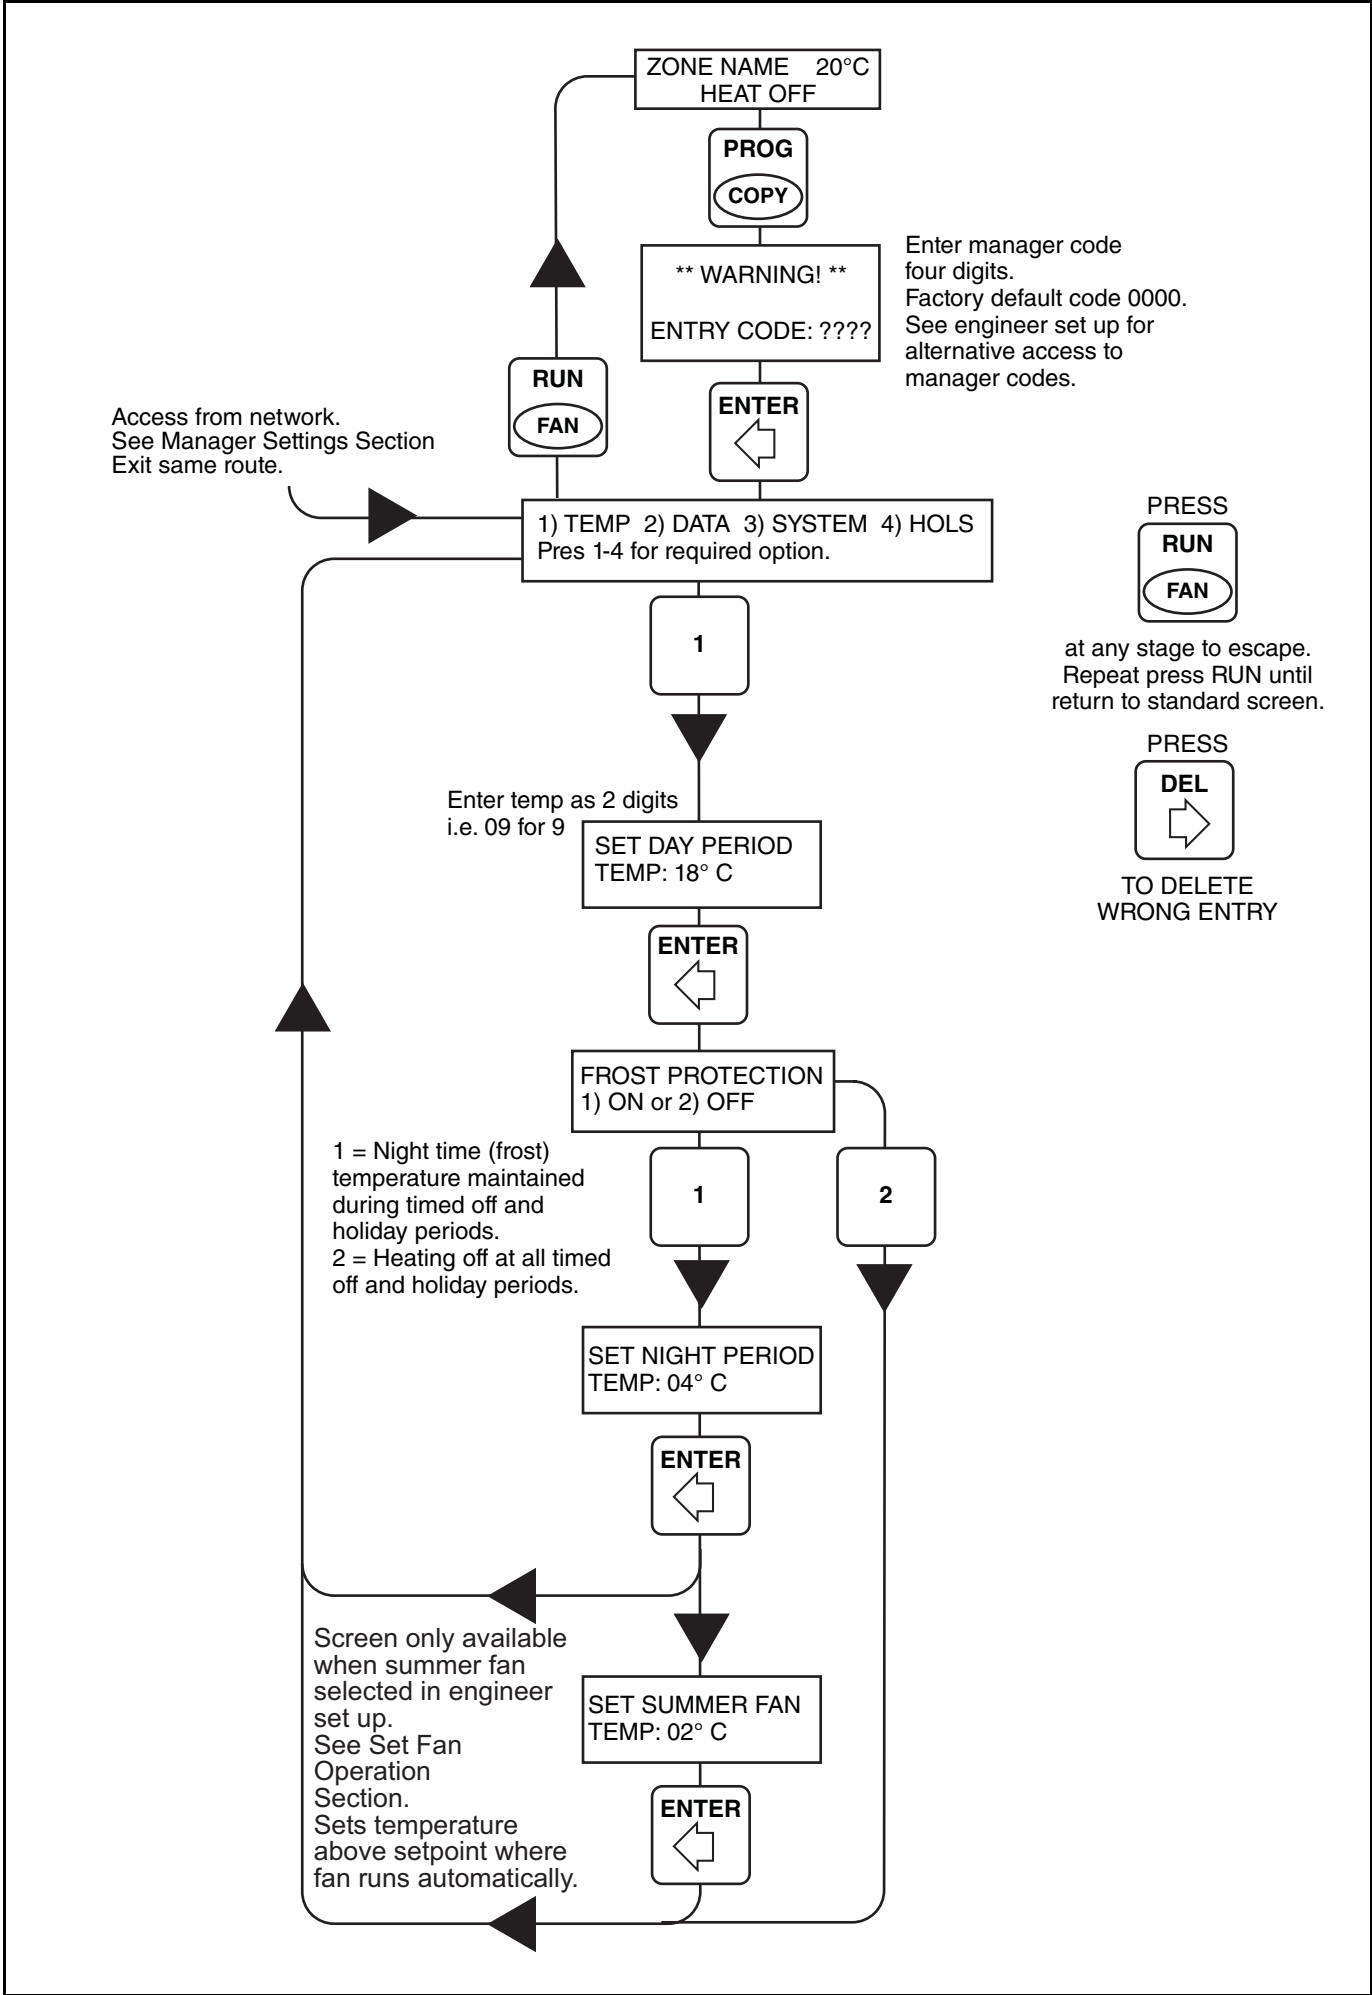 ZONE NAME 20°C
HEAT OFF
PROG
COPY
** WARNING! **
ENTRY CODE: ????
Enter manager code
four digits.
Factory default code 0000.
See engineer set up for
alternative access to
manager codes.
RUN
FAN
ENTER
Access from network.
See Manager Settings Section
Exit same route.
1) TEMP 2) DATA 3) SYSTEM 4) HOLS
Pres 1-4 for required option.
PRESS
RUN
FAN
at any stage to escape.
Repeat press RUN until
return to standard screen.
PRESS
DEL
TO DELETE
WRONG ENTRY
1
Enter temp as 2 digits
i.e. 09 for 9
SET DAY PERIOD
TEMP: 18° C
ENTER
FROST PROTECTION
1) ON or 2) OFF
1 = Night time (frost)
temperature maintained
during timed off and
holiday periods.
2 = Heating off at all timed
off and holiday periods.
1
2
SET NIGHT PERIOD
TEMP: 04° C
ENTER
Screen only available
when summer fan
selected in engineer
set up.
See Set Fan
Operation
Section.
Sets temperature
above setpoint where
fan runs automatically.
SET SUMMER FAN
TEMP: 02° C
ENTER